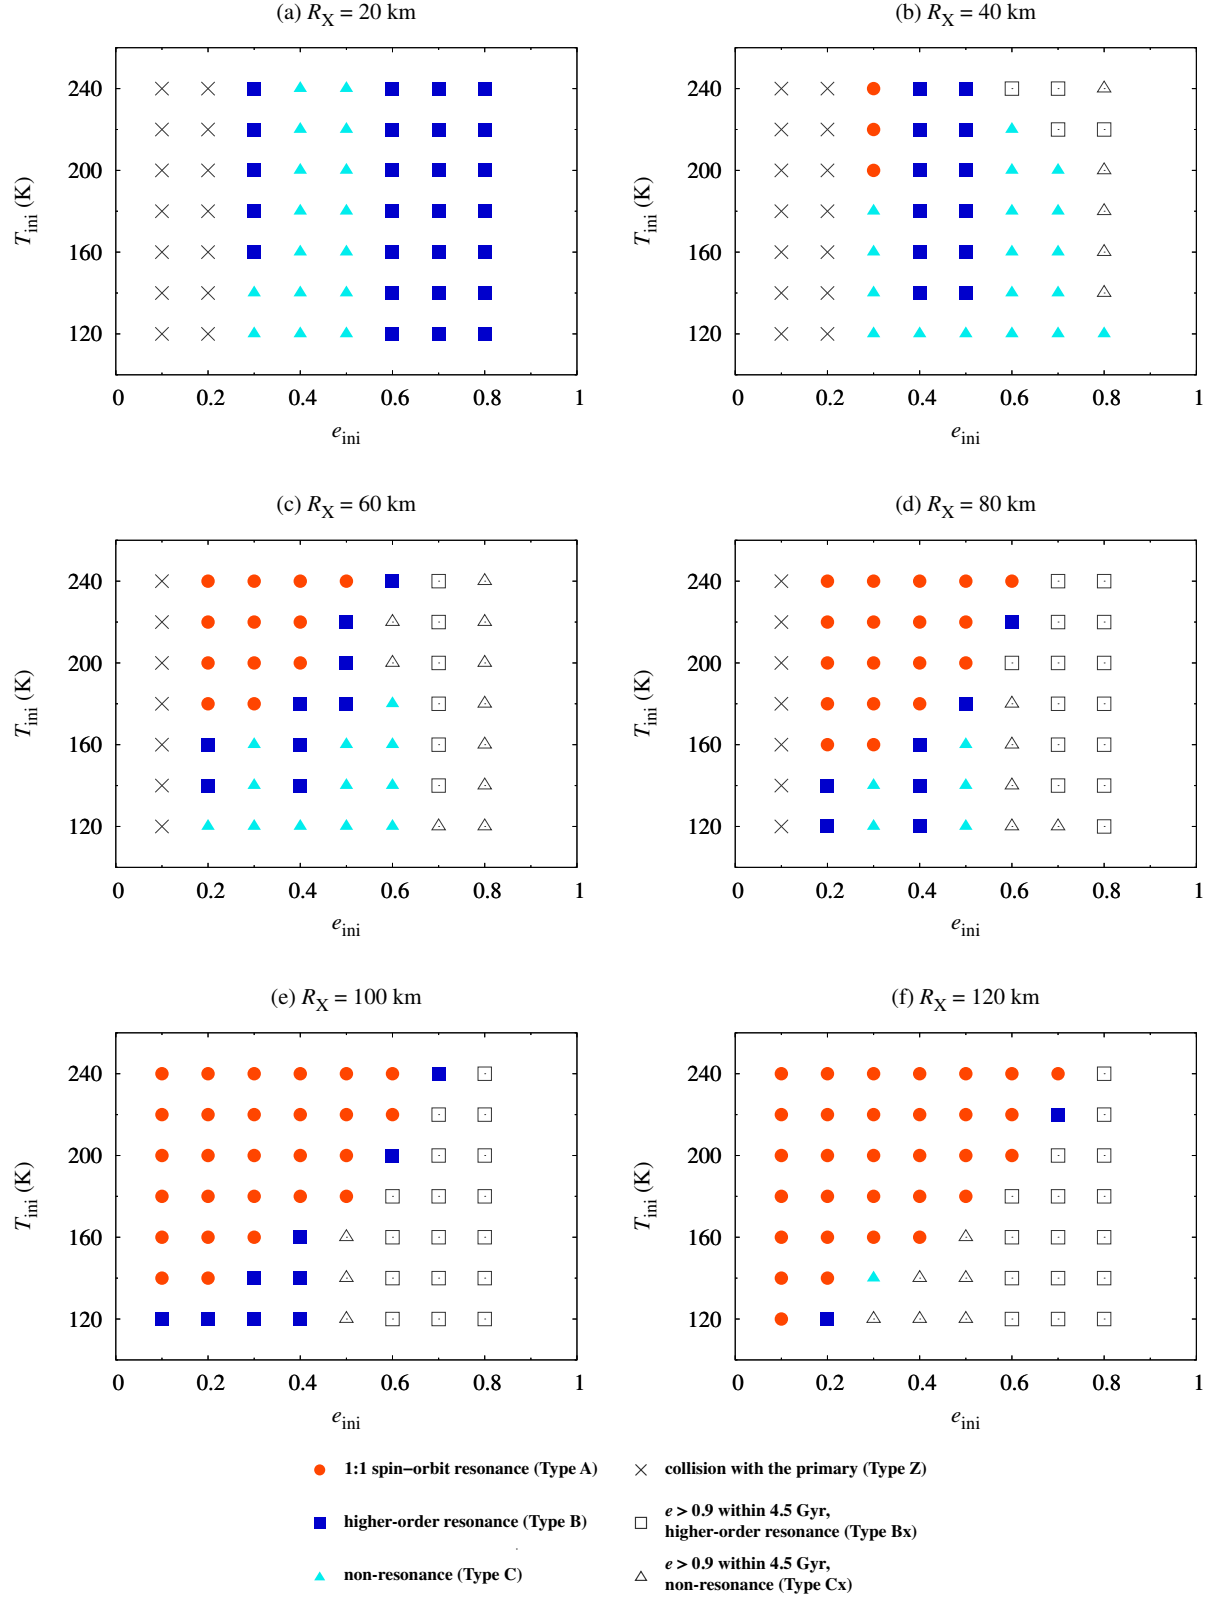 (a) R_X = 20 km
(b) R_X = 40 km
240
200
160
120
T_ini (K)
0 0.2 0.4 0.6 0.8 1
e_ini
240
200
160
120
T_ini (K)
0 0.2 0.4 0.6 0.8 1
e_ini
(c) R_X = 60 km
(d) R_X = 80 km
240
200
160
120
T_ini (K)
0 0.2 0.4 0.6 0.8 1
e_ini
240
200
160
120
T_ini (K)
0 0.2 0.4 0.6 0.8 1
e_ini
(e) R_X = 100 km
(f) R_X = 120 km
240
200
160
120
T_ini (K)
0 0.2 0.4 0.6 0.8 1
e_ini
240
200
160
120
T_ini (K)
0 0.2 0.4 0.6 0.8 1
e_ini
1:1 spin−orbit resonance (Type A)
higher-order resonance (Type B)
non-resonance (Type C)
collision with the primary (Type Z)
e > 0.9 within 4.5 Gyr,
higher-order resonance (Type Bx)
e > 0.9 within 4.5 Gyr,
non-resonance (Type Cx)